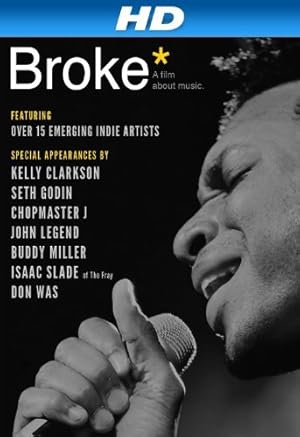 HD
Broke*
A film
about music.
FEATURING
OVER 15 EMERGING INDIE ARTISTS
SPECIAL APPEARANCES BY
KELLY CLARKSON
SETH GODIN
CHOPMASTER J
JOHN LEGEND
BUDDY MILLER
ISAAC SLADE of The Fray
DON WAS